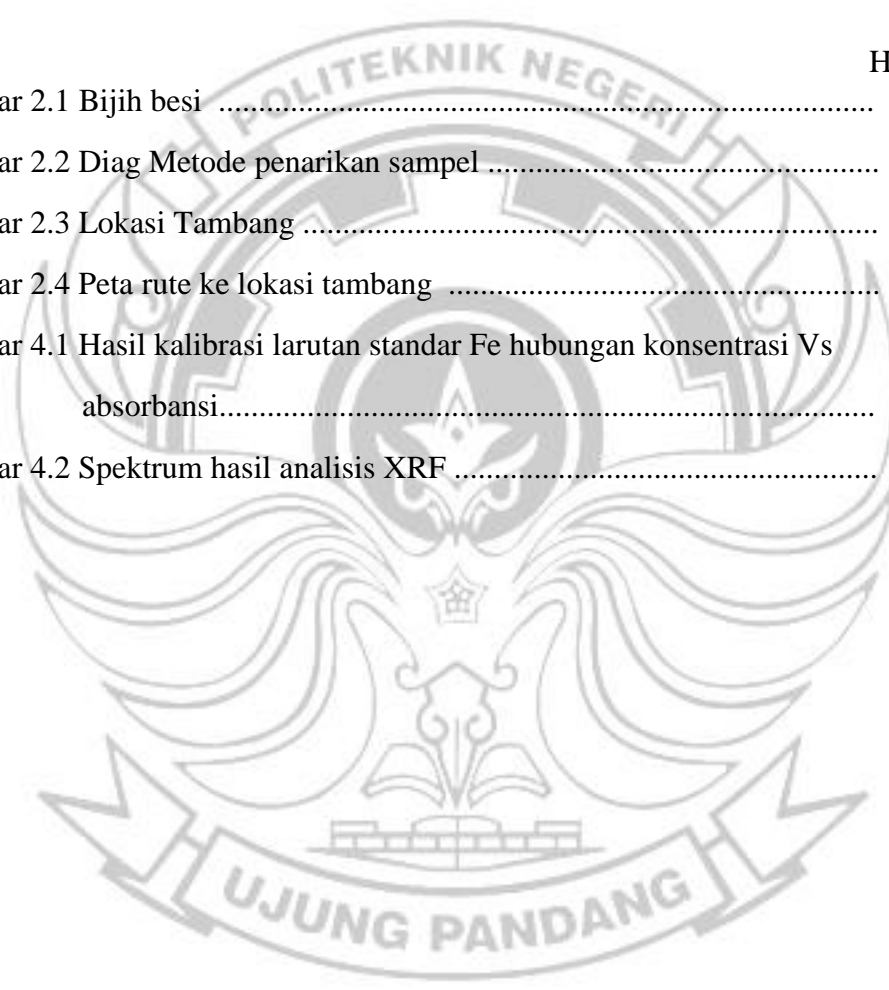 H
ar 2.1 Bijih besi ..................................................................................
ar 2.2 Diag Metode penarikan sampel .................................................
ar 2.3 Lokasi Tambang ........................................................................
ar 2.4 Peta rute ke lokasi tambang ......................................................
ar 4.1 Hasil kalibrasi larutan standar Fe hubungan konsentrasi Vs
absorbansi..................................................................................
ar 4.2 Spektrum hasil analisis XRF .....................................................
POLITEKNIK NEGERI
UJUNG PANDANG